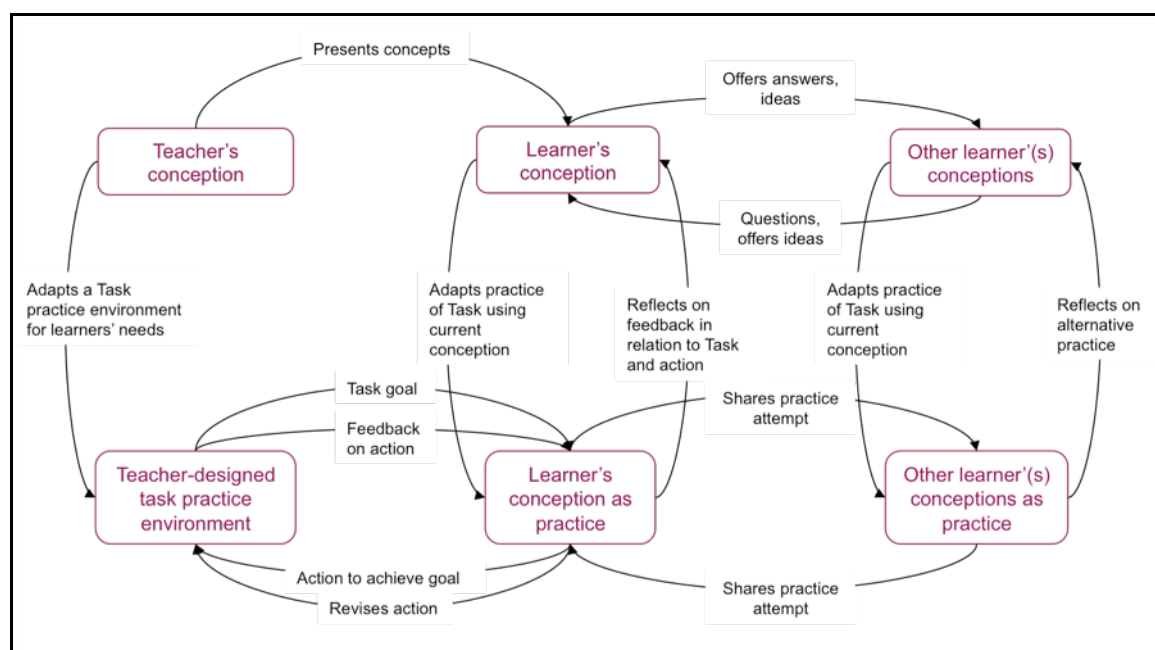 Presents concepts
Offers answers,
ideas
Teacher's
conception
Learner's
conception
Other learner'(s)
conceptions
Questions,
offers ideas
Adapts a Task
practice environment
for learners' needs
Adapts practice
of Task using
current
conception
Reflects on
feedback in
relation to Task
and action
Adapts practice
of Task using
current
conception
Reflects on
alternative
practice
Task goal
Shares practice
attempt
Feedback
on action
Teacher-designed
task practice
environment
Learner's
conception as
practice
Other learner'(s)
conceptions as
practice
Action to achieve goal
Revises action
Shares practice
attempt